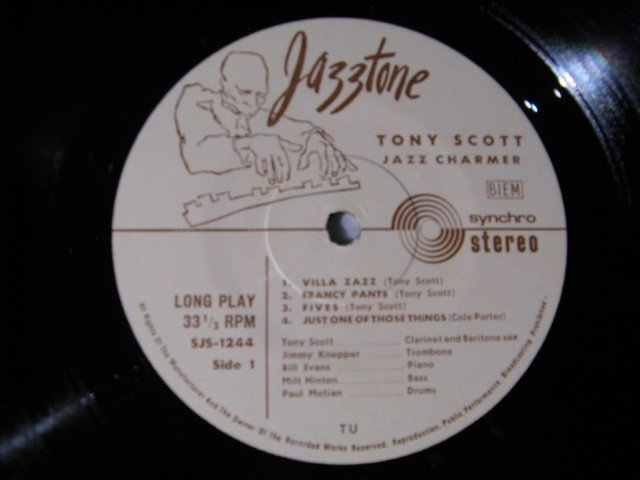 Jazztone
TONY SCOTT
JAZZ CHARMER
BIEM
synchro
stereo
LONG PLAY
33 1/3 RPM
SJS-1244
Side 1
1. VILLA ZAZZ (Tony Scott)
2. FRANCY PANTS (Tony Scott)
3. FIVES (Tony Scott)
4. JUST ONE OF THOSE THINGS (Cole Porter)
Tony Scott Clarinet and Baritone sax
Jimmy Knepper Trombone
Bill Evans Piano
Milt Hinton Bass
Paul Motian Drums
TU
All Rights Of The Manufacturer And The Owner Of the Recorded Works Reserved. Reproduction, Public Performance, Broadcasting Prohibited.